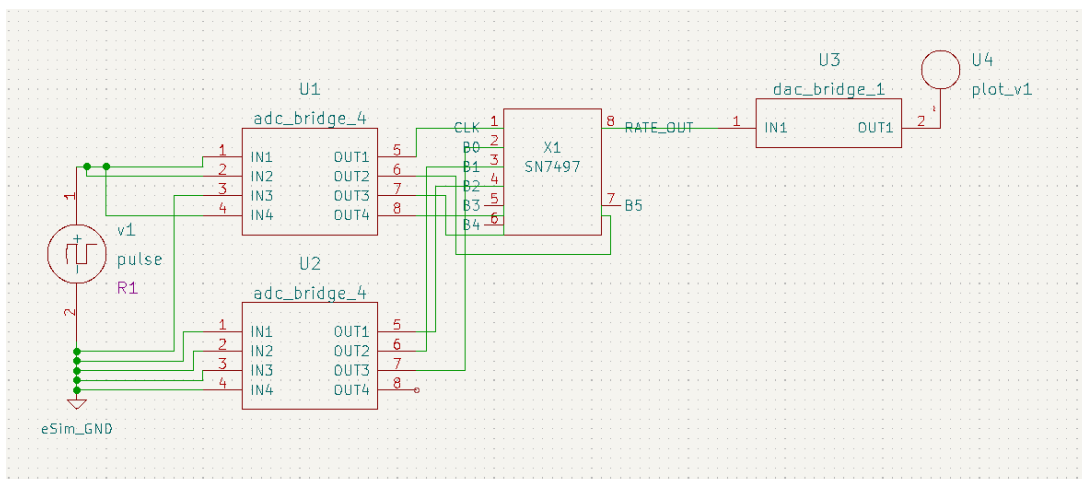 U1
adc_bridge_4
1 IN1 OUT1 5
2 IN2 OUT2 6
3 IN3 OUT3 7
4 IN4 OUT4 8
1
v1
pulse
R1
2
eSim_GND
U2
adc_bridge_4
1 IN1 OUT1 5
2 IN2 OUT2 6
3 IN3 OUT3 7
4 IN4 OUT4 8
CLK 1
B0 2
B1 3
B2 4
B3 5
B4 6
X1
SN7497
8 RATE_OUT
7 B5
U3
dac_bridge_1
1 IN1 OUT1 2
U4
plot_v1
1